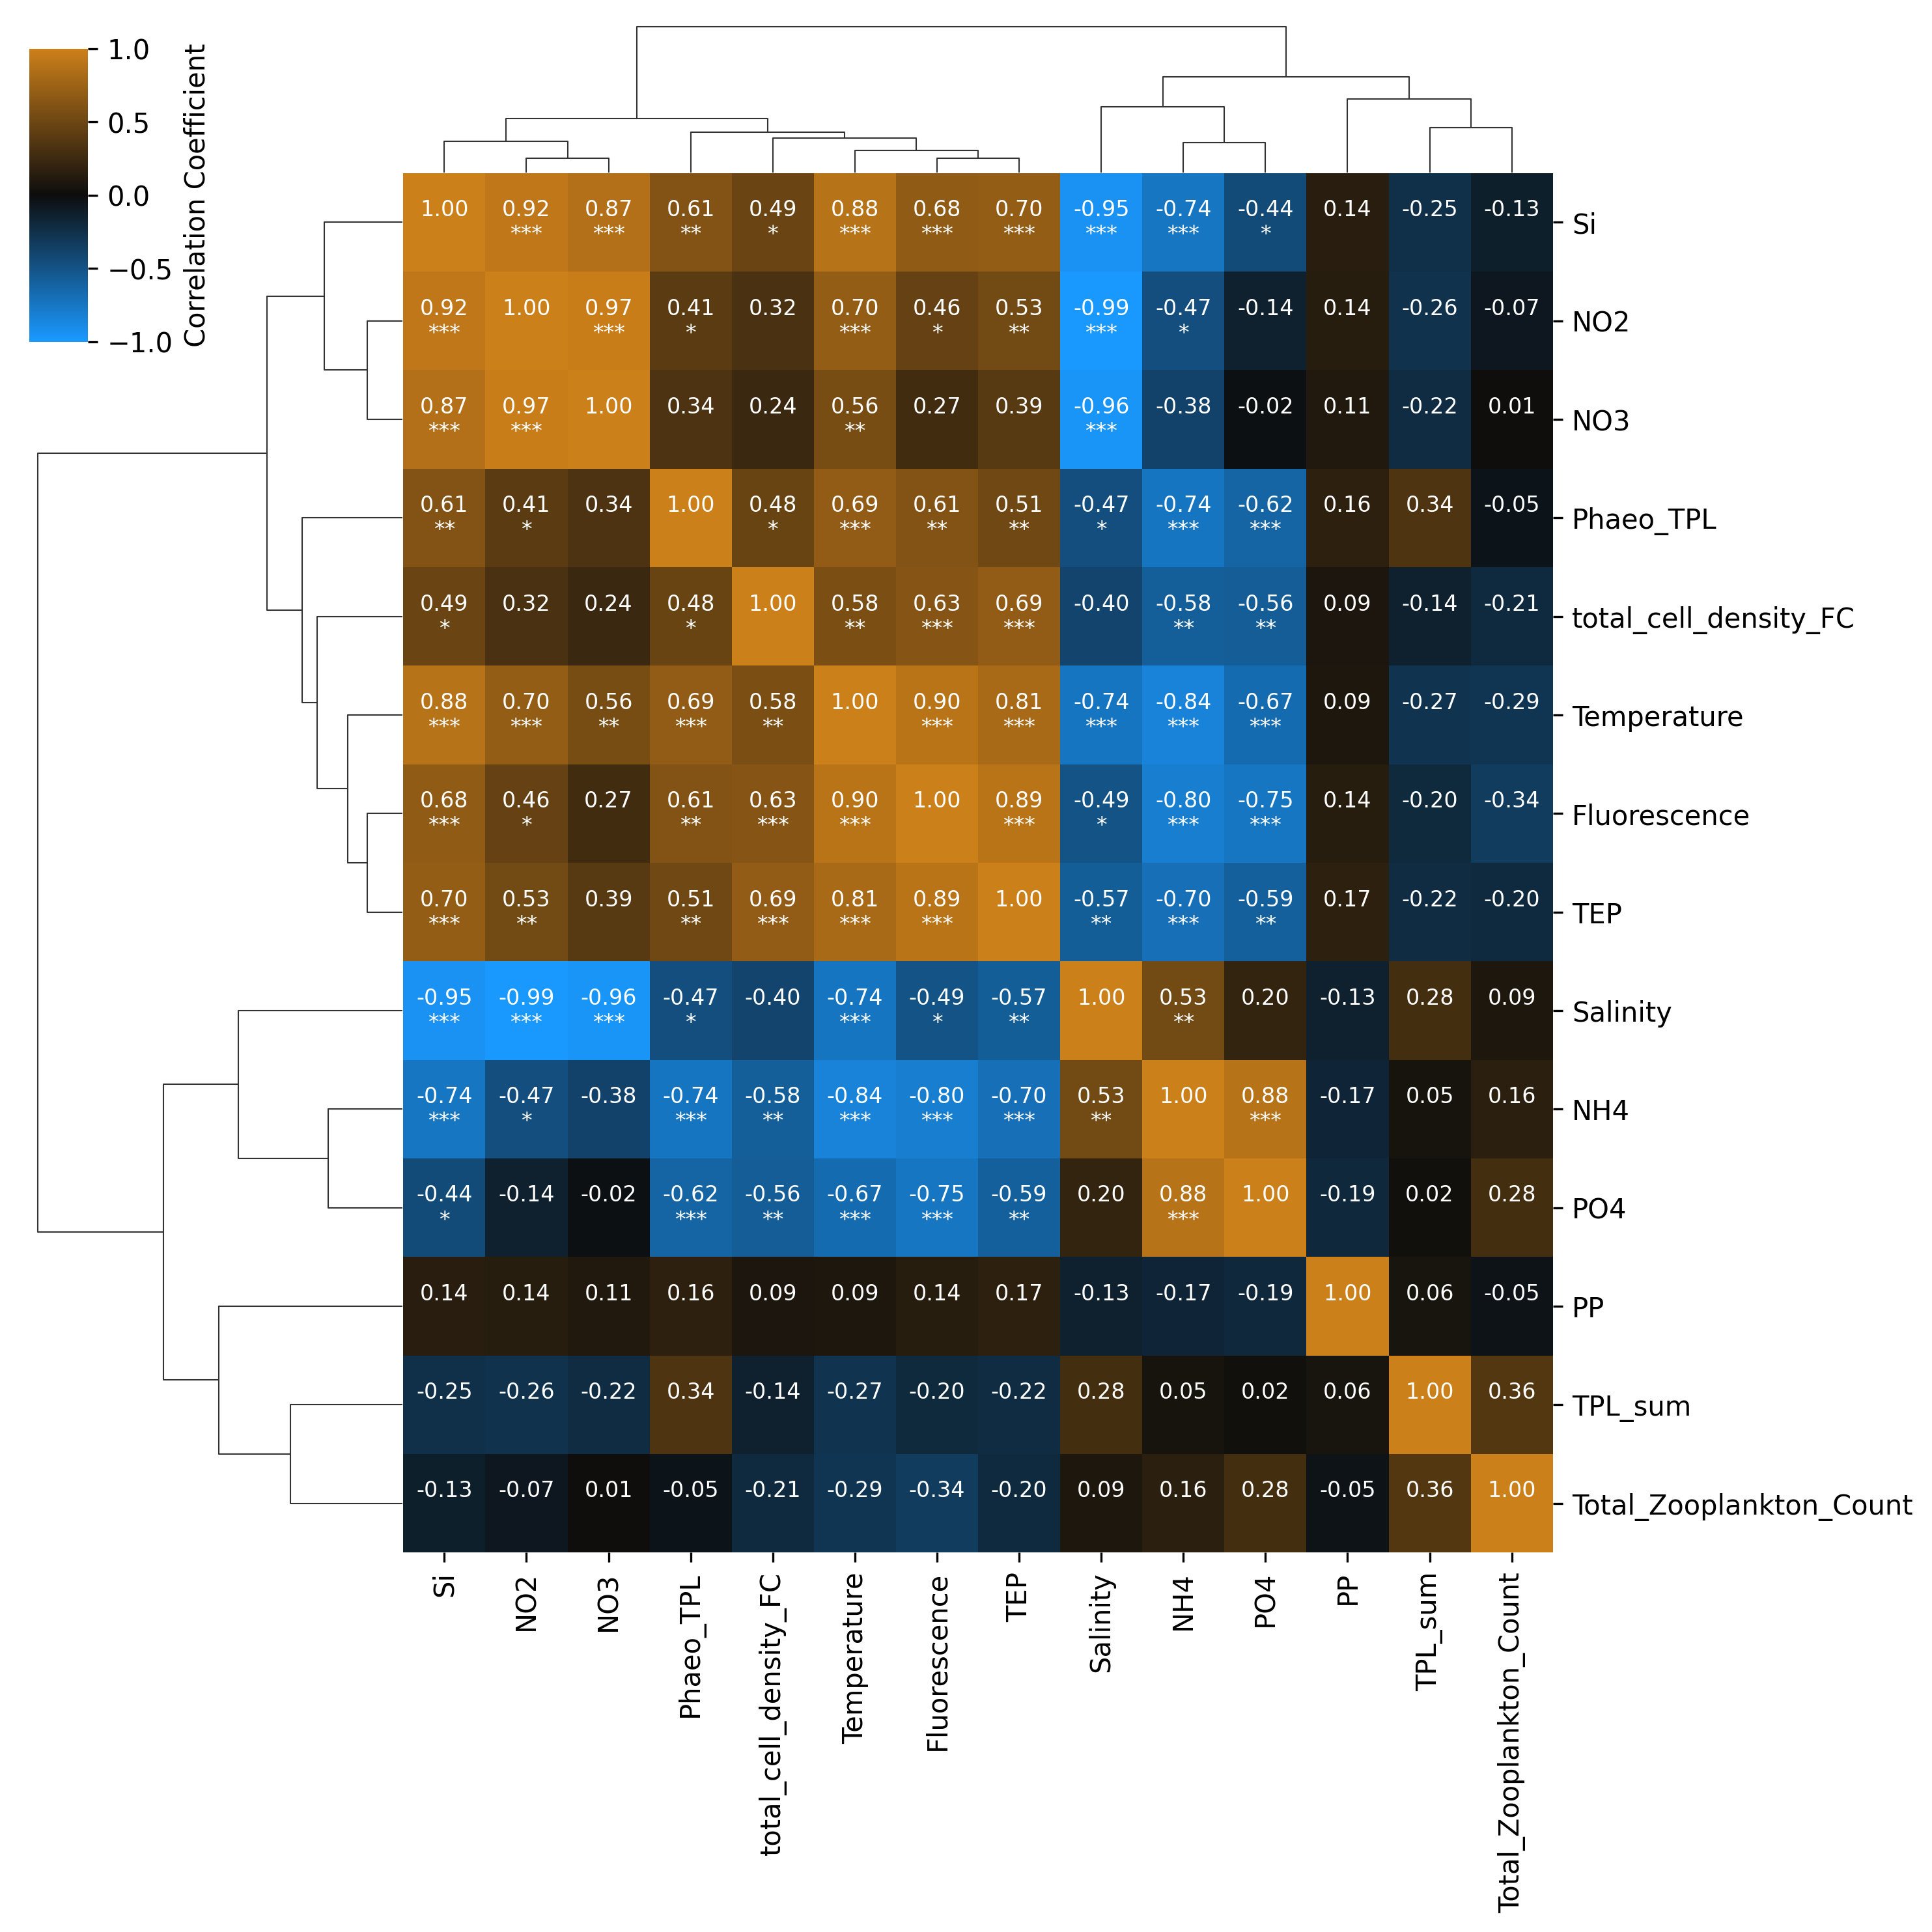 1.0
0.5
0.0
−0.5
−1.0
Correlation Coefficient
1.00 0.92 0.87 0.61 0.49 0.88 0.68 0.70 -0.95 -0.74 -0.44 0.14 -0.25 -0.13 Si
*** *** ** * *** *** *** *** *** *
0.92 1.00 0.97 0.41 0.32 0.70 0.46 0.53 -0.99 -0.47 -0.14 0.14 -0.26 -0.07 NO2
*** *** * *** * ** *** *
0.87 0.97 1.00 0.34 0.24 0.56 0.27 0.39 -0.96 -0.38 -0.02 0.11 -0.22 0.01 NO3
*** *** ** ***
0.61 0.41 0.34 1.00 0.48 0.69 0.61 0.51 -0.47 -0.74 -0.62 0.16 0.34 -0.05 Phaeo_TPL
** * * *** ** ** * *** ***
0.49 0.32 0.24 0.48 1.00 0.58 0.63 0.69 -0.40 -0.58 -0.56 0.09 -0.14 -0.21 total_cell_density_FC
* * ** *** *** ** **
0.88 0.70 0.56 0.69 0.58 1.00 0.90 0.81 -0.74 -0.84 -0.67 0.09 -0.27 -0.29 Temperature
*** *** ** *** ** *** *** *** *** ***
0.68 0.46 0.27 0.61 0.63 0.90 1.00 0.89 -0.49 -0.80 -0.75 0.14 -0.20 -0.34 Fluorescence
*** * ** *** *** *** * *** ***
0.70 0.53 0.39 0.51 0.69 0.81 0.89 1.00 -0.57 -0.70 -0.59 0.17 -0.22 -0.20 TEP
*** ** ** *** *** *** ** *** **
-0.95 -0.99 -0.96 -0.47 -0.40 -0.74 -0.49 -0.57 1.00 0.53 0.20 -0.13 0.28 0.09 Salinity
*** *** *** * *** * ** **
-0.74 -0.47 -0.38 -0.74 -0.58 -0.84 -0.80 -0.70 0.53 1.00 0.88 -0.17 0.05 0.16 NH4
*** * *** ** *** *** *** ** ***
-0.44 -0.14 -0.02 -0.62 -0.56 -0.67 -0.75 -0.59 0.20 0.88 1.00 -0.19 0.02 0.28 PO4
* *** ** *** *** ** ***
0.14 0.14 0.11 0.16 0.09 0.09 0.14 0.17 -0.13 -0.17 -0.19 1.00 0.06 -0.05 PP
-0.25 -0.26 -0.22 0.34 -0.14 -0.27 -0.20 -0.22 0.28 0.05 0.02 0.06 1.00 0.36 TPL_sum
-0.13 -0.07 0.01 -0.05 -0.21 -0.29 -0.34 -0.20 0.09 0.16 0.28 -0.05 0.36 1.00 Total_Zooplankton_Count
Si
NO2
NO3
Phaeo_TPL
total_cell_density_FC
Temperature
Fluorescence
TEP
Salinity
NH4
PO4
PP
TPL_sum
Total_Zooplankton_Count